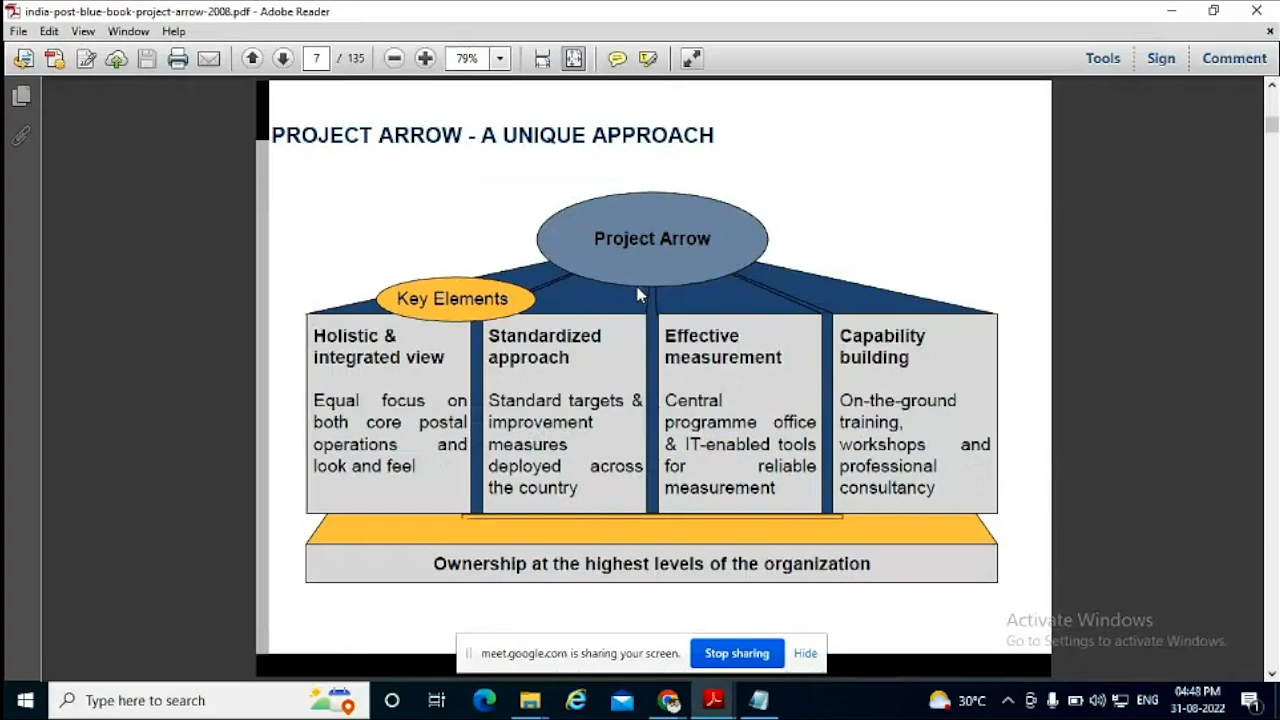 india-post-blue-book-project-arrow-2008.pdf - Adobe Reader
File Edit View Window Help
7 / 135
79%
Tools
Sign
Comment
PROJECT ARROW - A UNIQUE APPROACH
Project Arrow
Key Elements
Holistic &
integrated view
Equal focus on
both core postal
operations and
look and feel
Standardized
approach
Standard targets &
improvement
measures
deployed across
the country
Effective
measurement
Central
programme office
& IT-enabled tools
for reliable
measurement
Capability
building
On-the-ground
training,
workshops and
professional
consultancy
Ownership at the highest levels of the organization
Activate Windows
Go to Settings to activate Windows.
meet.google.com is sharing your screen.
Stop sharing
Hide
Type here to search
30°C
ENG
04:48 PM
31-08-2022
1